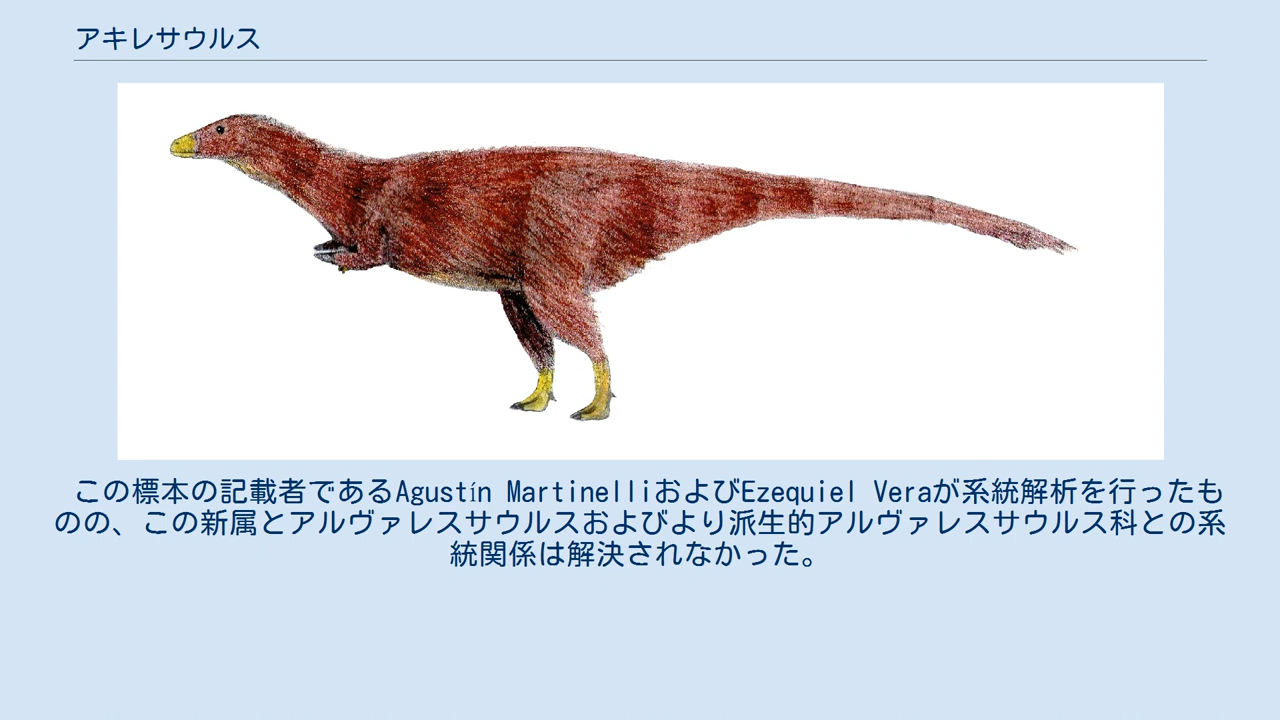 アキレサウルス
この標本の記載者であるAgustín MartinelliおよびEzequiel Veraが系統解析を行ったも
のの、この新属とアルヴァレスサウルスおよびより派生的アルヴァレスサウルス科との系
統関係は解決されなかった。